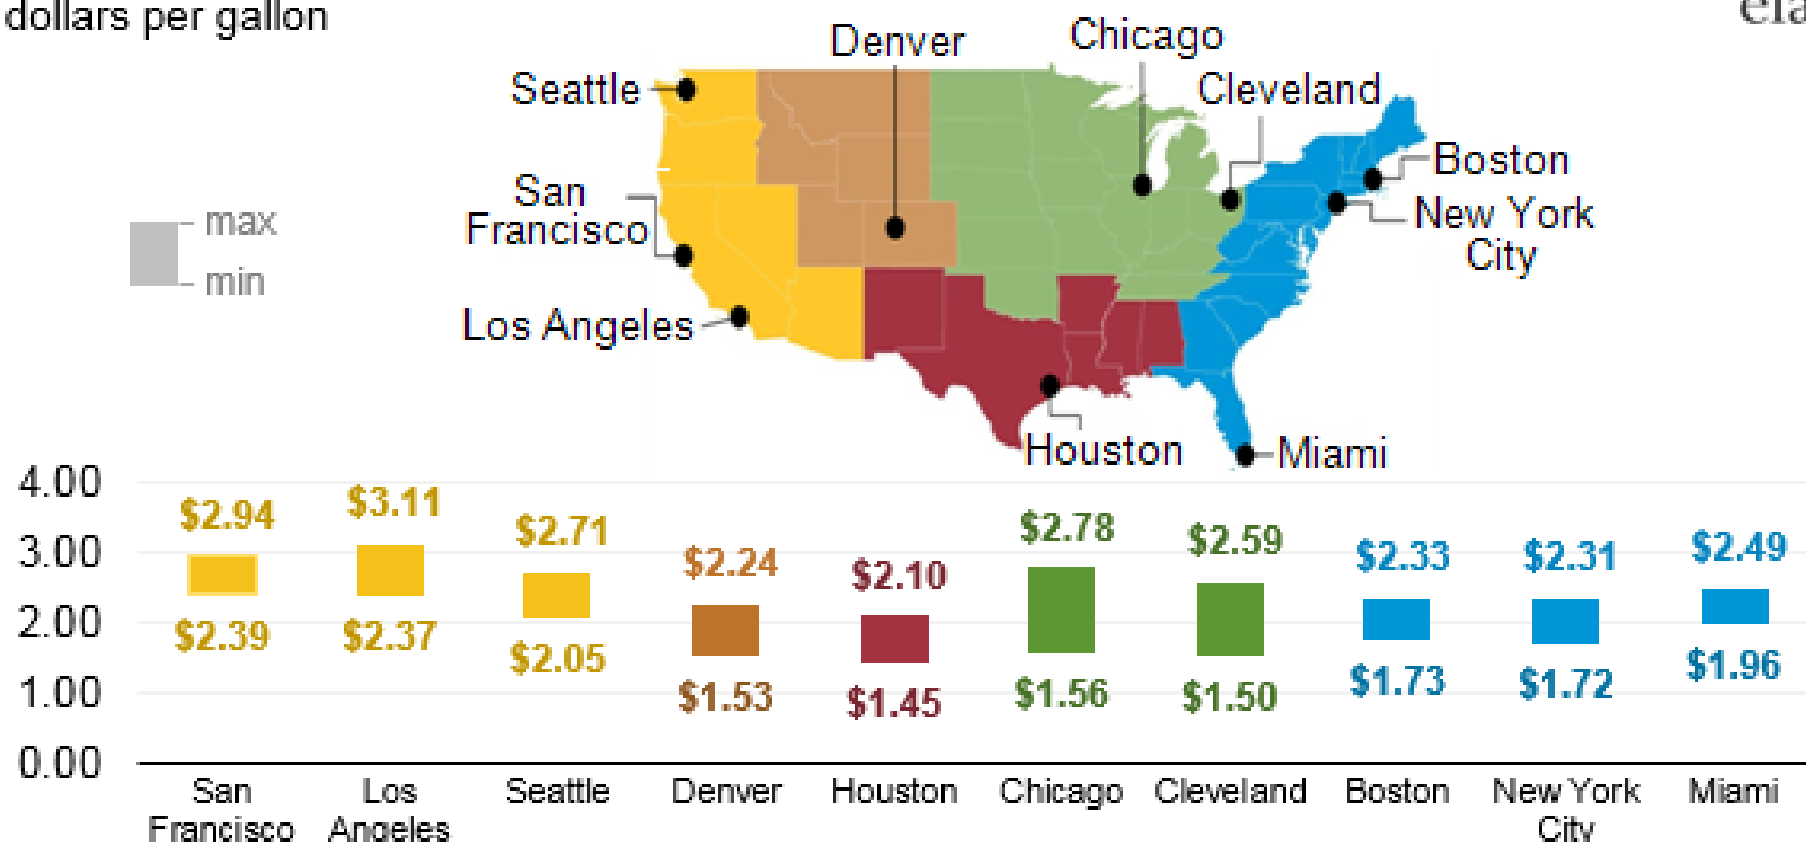 dollars per gallon
Denver
Chicago
Seattle
Cleveland
Boston
San
Francisco
New York
City
max
min
Los Angeles
Houston
Miami
4.00
3.00
2.00
1.00
0.00
$2.94
$3.11
$2.71
$2.24
$2.10
$2.78
$2.59
$2.33
$2.31
$2.49
$2.39
$2.37
$2.05
$1.53
$1.45
$1.56
$1.50
$1.73
$1.72
$1.96
San
Francisco
Los
Angeles
Seattle
Denver
Houston
Chicago
Cleveland
Boston
New York
City
Miami